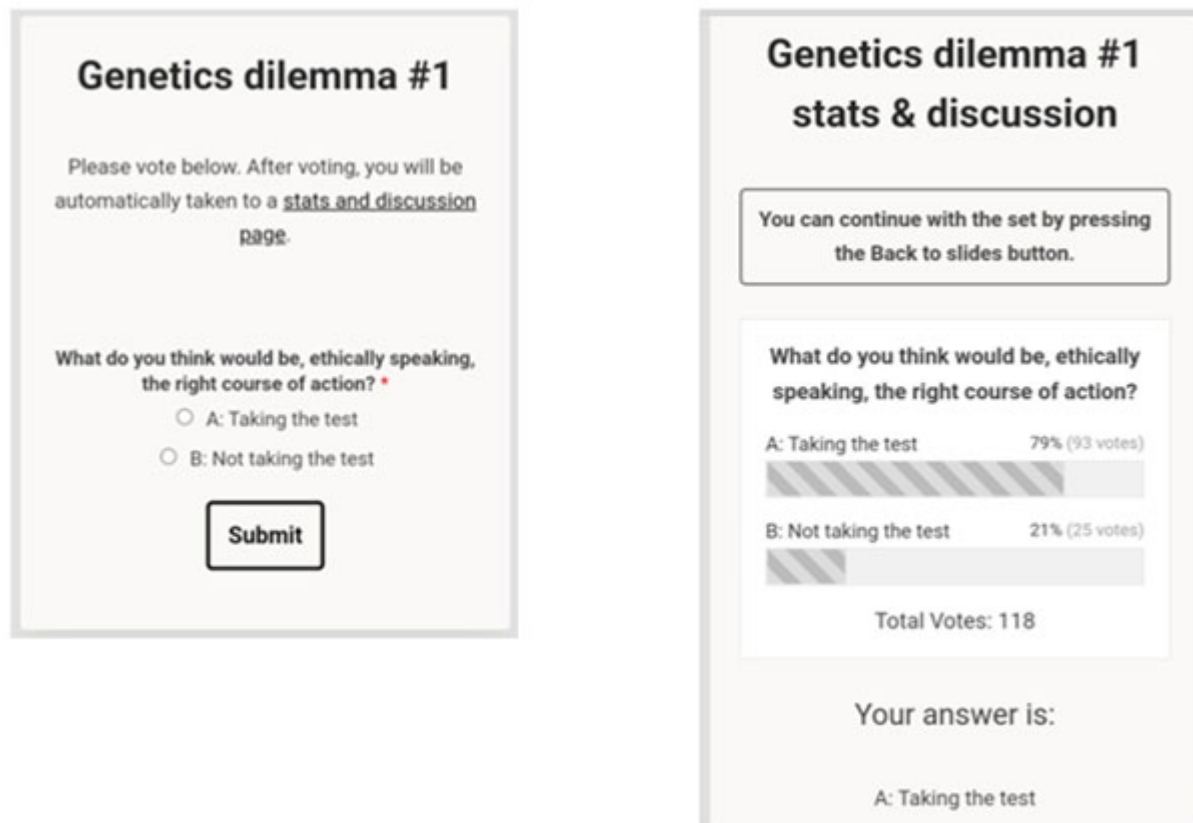 Genetics dilemma #1
Please vote below. After voting, you will be
automatically taken to a stats and discussion
page.
What do you think would be, ethically speaking,
the right course of action? *
A: Taking the test
B: Not taking the test
Submit
Genetics dilemma #1
stats & discussion
You can continue with the set by pressing
the Back to slides button.
What do you think would be, ethically
speaking, the right course of action?
A: Taking the test 79% (93 votes)
B: Not taking the test 21% (25 votes)
Total Votes: 118
Your answer is:
A: Taking the test